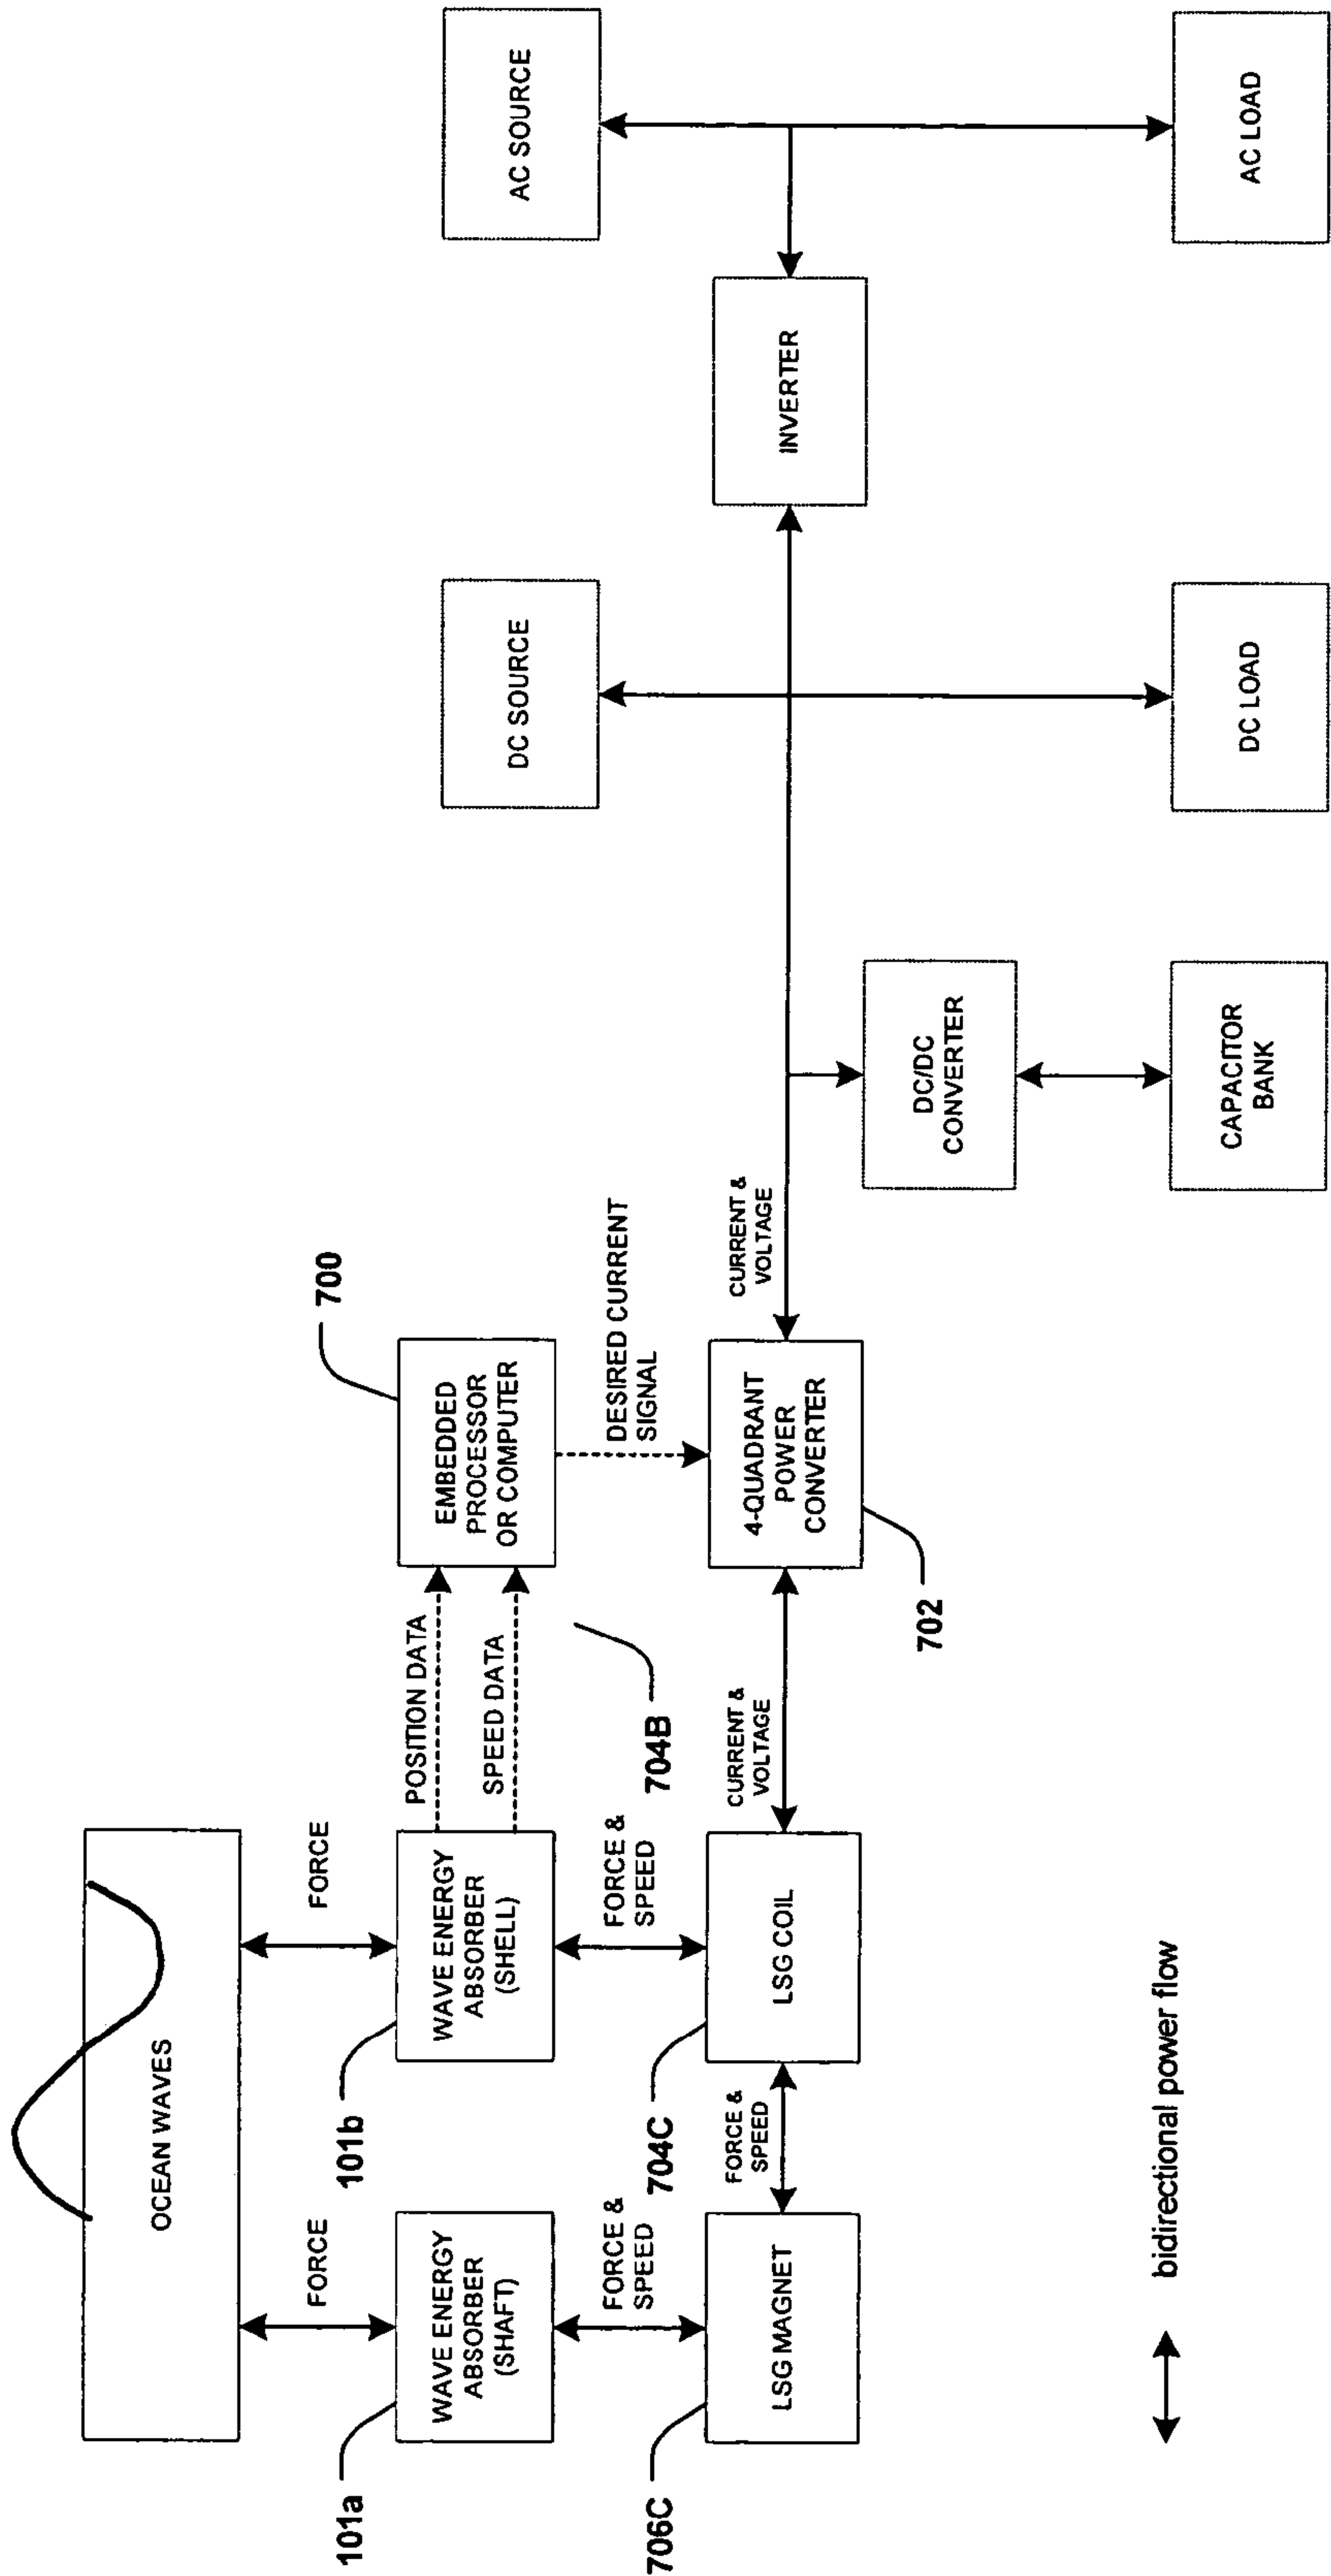 OCEAN WAVES
FORCE
FORCE
101a
WAVE ENERGY
ABSORBER
(SHAFT)
101b
WAVE ENERGY
ABSORBER
(SHELL)
POSITION DATA
SPEED DATA
704B
700
EMBEDDED
PROCESSOR
OR COMPUTER
FORCE &
SPEED
FORCE &
SPEED
DESIRED CURRENT
SIGNAL
706C
LSG MAGNET
FORCE &
SPEED
704C
LSG COIL
CURRENT &
VOLTAGE
702
4-QUADRANT
POWER
CONVERTER
CURRENT &
VOLTAGE
DC/DC
CONVERTER
CAPACITOR
BANK
DC SOURCE
DC LOAD
INVERTER
AC SOURCE
AC LOAD
bidirectional power flow